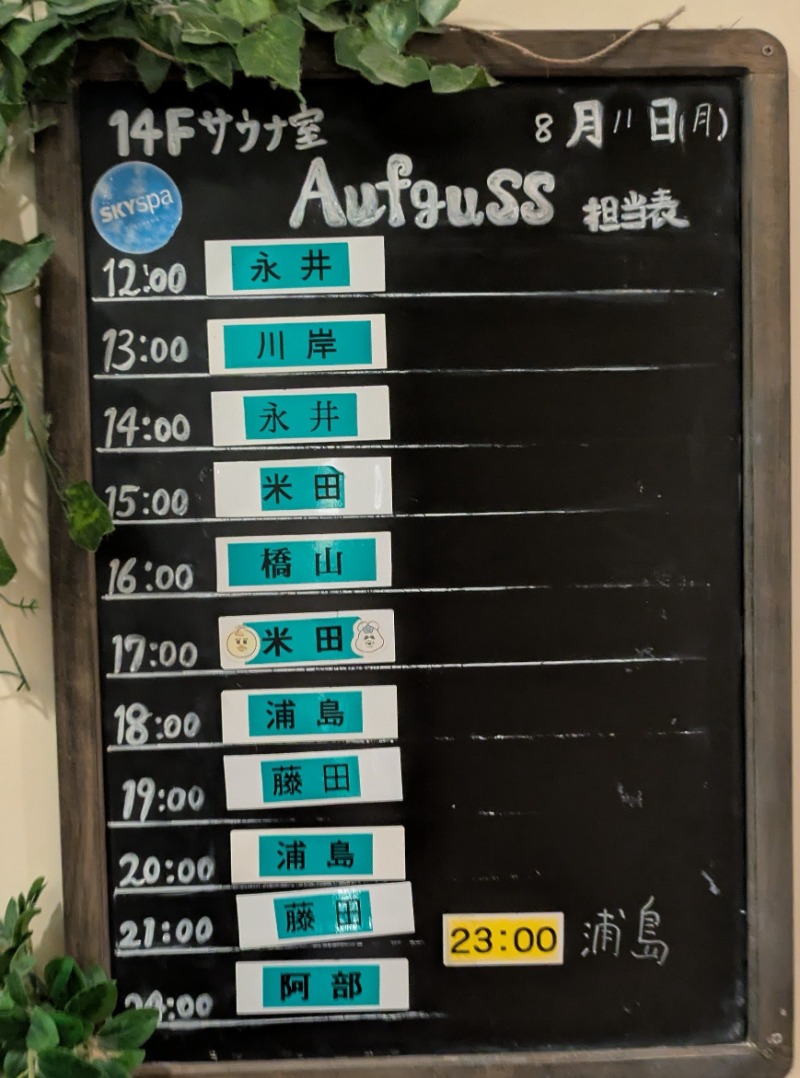 14Fサウナ室 8月11日(月)
SKYspa
Aufguss 担当表
12:00 永井
13:00 川岸
14:00 永井
15:00 米田
16:00 橋山
17:00 米田
18:00 浦島
19:00 藤田
20:00 浦島
21:00 藤田 23:00 浦島
:00 阿部